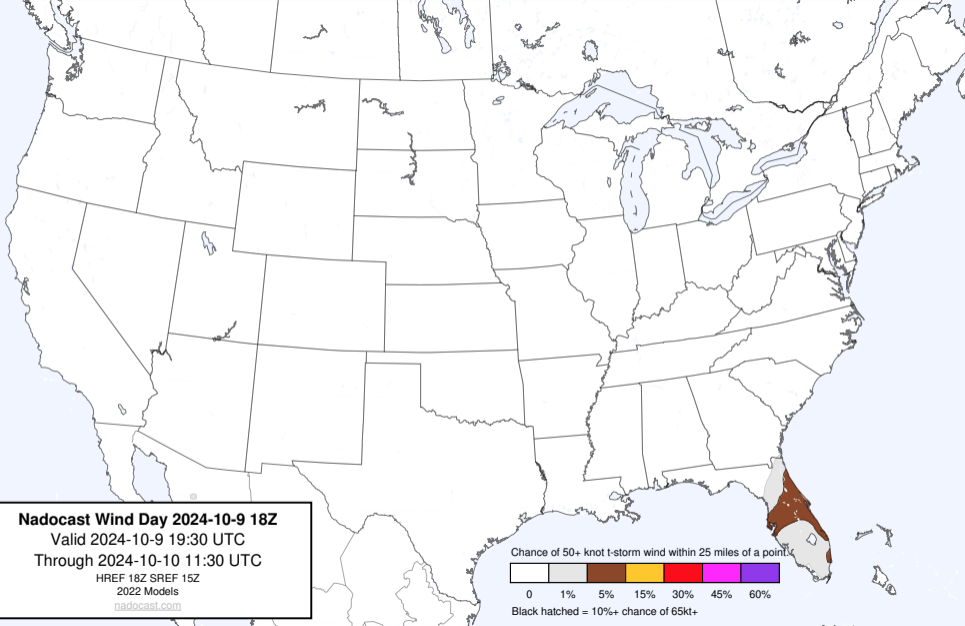 Nadocast Wind Day 2024-10-9 18Z
Valid 2024-10-9 19:30 UTC
Through 2024-10-10 11:30 UTC
HREF 18Z SREF 15Z
2022 Models
nadocast.com
Chance of 50+ knot t-storm wind within 25 miles of a point.
0 1% 5% 15% 30% 45% 60%
Black hatched = 10%+ chance of 65kt+